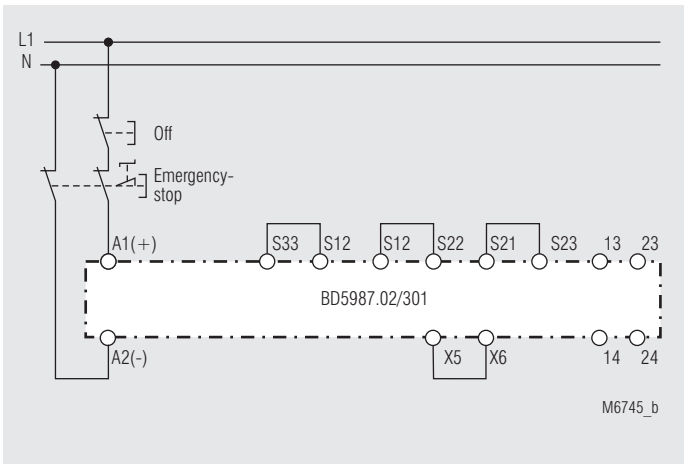 L1
N
Off
Emergency-
stop
A1(+) S33 S12 S12 S22 S21 S23 13 23
BD5987.02/301
A2(-) X5 X6 14 24
M6745_b